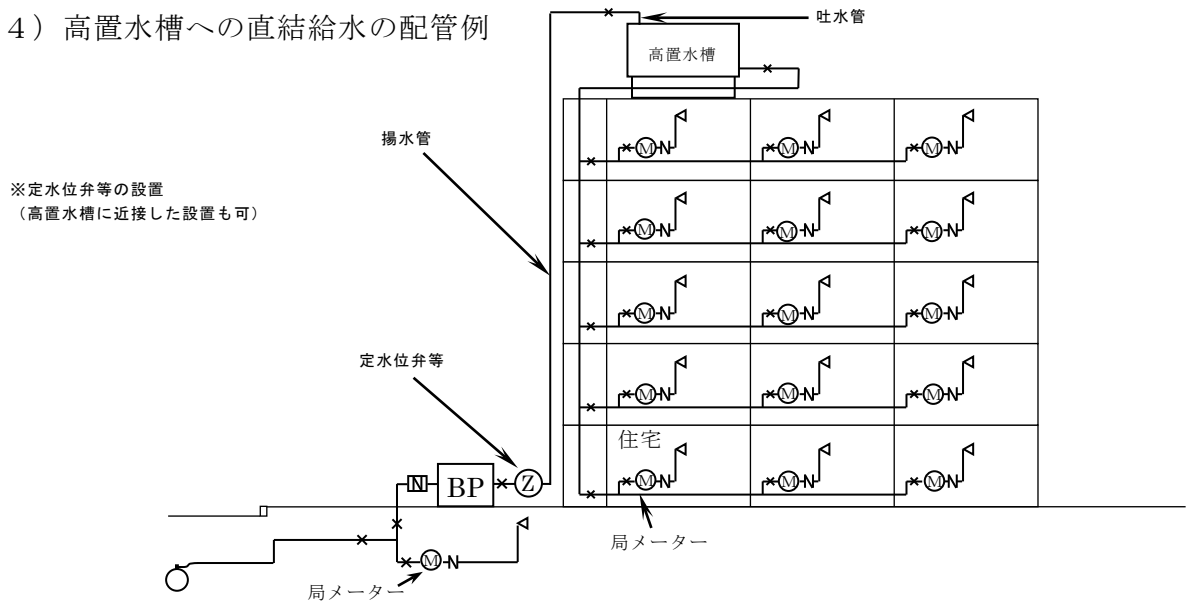 4）高置水槽への直結給水の配管例
吐水管
高置水槽
揚水管
※定水位弁等の設置
（高置水槽に近接した設置も可）
M N M N M N
M N M N M N
M N M N M N
定水位弁等
M N M N M N
住宅
N BP Z
M N M N M N
局メーター
M N
局メーター